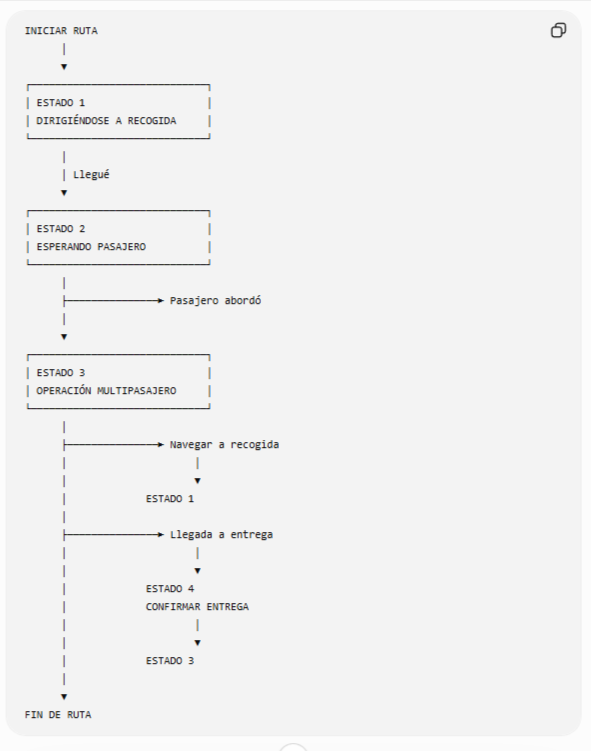 INICIAR RUTA
ESTADO 1
DIRIGIÉNDOSE A RECOGIDA
Llegué
ESTADO 2
ESPERANDO PASAJERO
Pasajero abordó
ESTADO 3
OPERACIÓN MULTIPASAJERO
Navegar a recogida
ESTADO 1
Llegada a entrega
ESTADO 4
CONFIRMAR ENTREGA
ESTADO 3
FIN DE RUTA